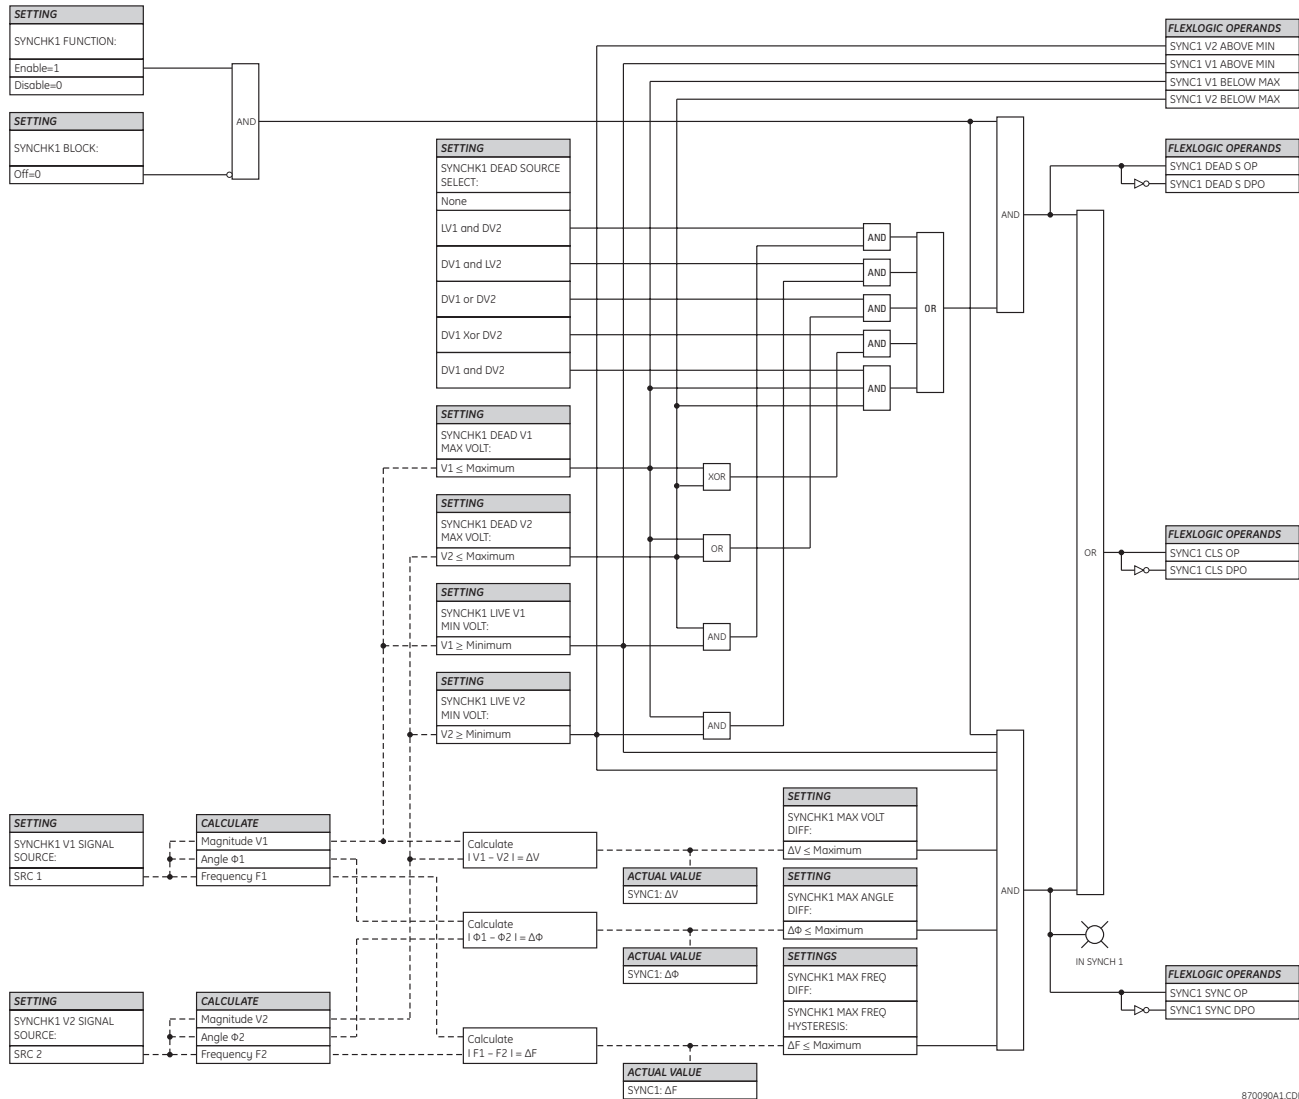 SETTING
SYNCHK1 FUNCTION:
Enable=1
Disable=0
SETTING
SYNCHK1 BLOCK:
Off=0
AND
FLEXLOGIC OPERANDS
SYNC1 V2 ABOVE MIN
SYNC1 V1 ABOVE MIN
SYNC1 V1 BELOW MAX
SYNC1 V2 BELOW MAX
SETTING
SYNCHK1 DEAD SOURCE
SELECT:
None
LV1 and DV2
DV1 and LV2
DV1 or DV2
DV1 Xor DV2
DV1 and DV2
AND
AND
AND
AND
AND
OR
AND
FLEXLOGIC OPERANDS
SYNC1 DEAD S OP
SYNC1 DEAD S DPO
SETTING
SYNCHK1 DEAD V1
MAX VOLT:
V1 ≤ Maximum
XOR
SETTING
SYNCHK1 DEAD V2
MAX VOLT:
V2 ≤ Maximum
OR
SETTING
SYNCHK1 LIVE V1
MIN VOLT:
V1 ≥ Minimum
AND
SETTING
SYNCHK1 LIVE V2
MIN VOLT:
V2 ≥ Minimum
AND
OR
FLEXLOGIC OPERANDS
SYNC1 CLS OP
SYNC1 CLS DPO
SETTING
SYNCHK1 V1 SIGNAL
SOURCE:
SRC 1
CALCULATE
Magnitude V1
Angle Φ1
Frequency F1
Calculate
I V1 – V2 I = ΔV
ACTUAL VALUE
SYNC1: ΔV
SETTING
SYNCHK1 MAX VOLT
DIFF:
ΔV ≤ Maximum
Calculate
I Φ1 – Φ2 I = ΔΦ
ACTUAL VALUE
SYNC1: ΔΦ
SETTING
SYNCHK1 MAX ANGLE
DIFF:
ΔΦ ≤ Maximum
AND
IN SYNCH 1
SETTING
SYNCHK1 V2 SIGNAL
SOURCE:
SRC 2
CALCULATE
Magnitude V2
Angle Φ2
Frequency F2
Calculate
I F1 – F2 I = ΔF
ACTUAL VALUE
SYNC1: ΔF
SETTINGS
SYNCHK1 MAX FREQ
DIFF:
SYNCHK1 MAX FREQ
HYSTERESIS:
ΔF ≤ Maximum
FLEXLOGIC OPERANDS
SYNC1 SYNC OP
SYNC1 SYNC DPO